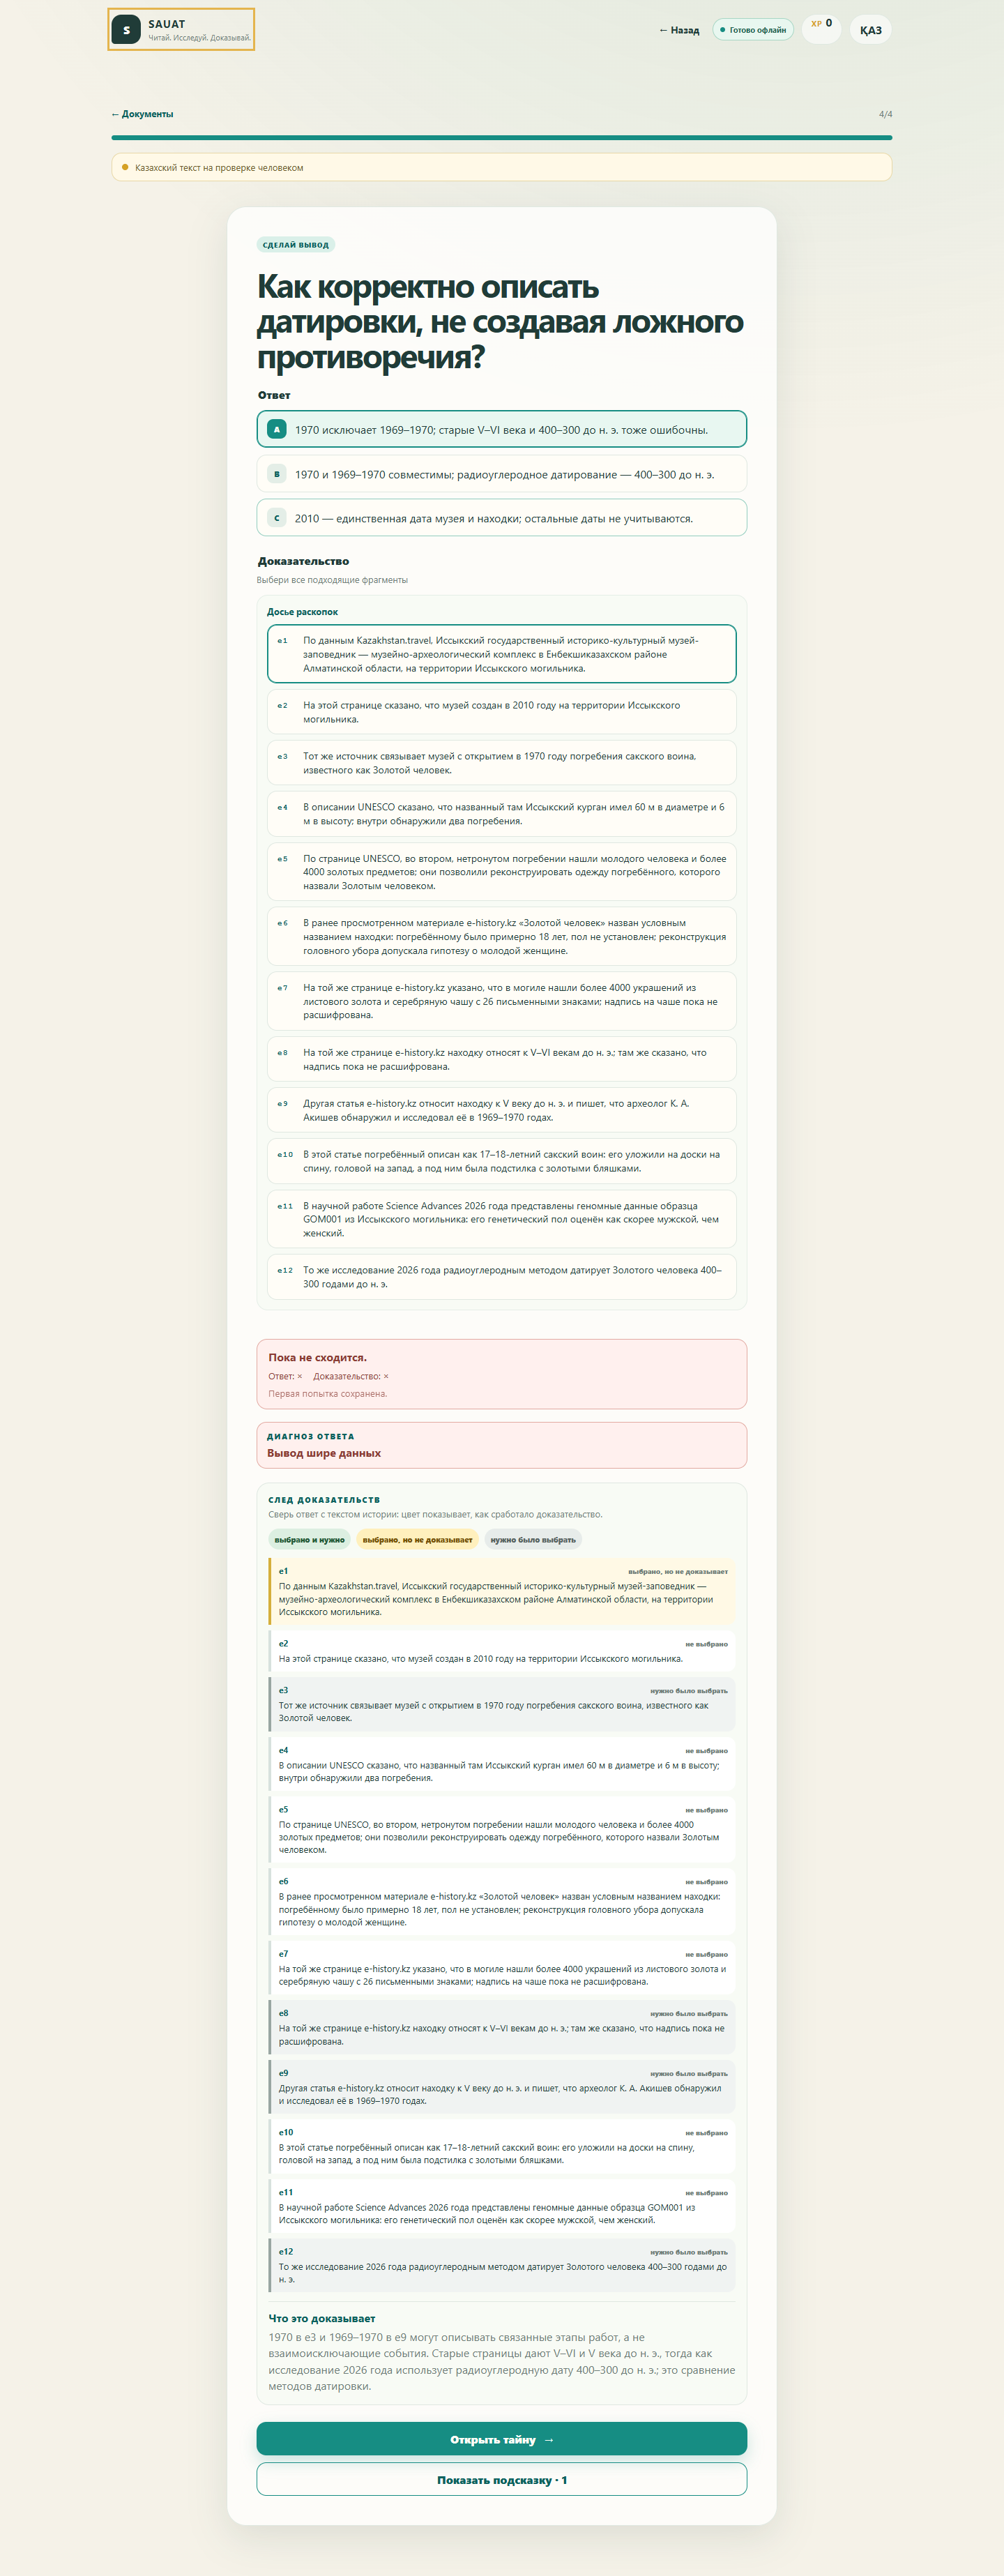 S
SAUAT
Читай. Исследуй. Доказывай.
← Назад
Готово офлайн
XP 0
ҚАЗ
← Документы
4/4
Казахский текст на проверке человеком
СДЕЛАЙ ВЫВОД
Как корректно описать
датировки, не создавая ложного
противоречия?
Ответ
A
1970 исключает 1969–1970; старые V–VI века и 400–300 до н. э. тоже ошибочны.
B
1970 и 1969–1970 совместимы; радиоуглеродное датирование — 400–300 до н. э.
C
2010 — единственная дата музея и находки; остальные даты не учитываются.
Доказательство
Выбери все подходящие фрагменты
Досье раскопок
e1
По данным Kazakhstan.travel, Иссыкский государственный историко-культурный музей-
заповедник — музейно-археологический комплекс в Енбекшиказахском районе
Алматинской области, на территории Иссыкского могильника.
e2
На этой странице сказано, что музей создан в 2010 году на территории Иссыкского
могильника.
e3
Тот же источник связывает музей с открытием в 1970 году погребения сакского воина,
известного как Золотой человек.
e4
В описании UNESCO сказано, что названный там Иссыкский курган имел 60 м в диаметре и 6
м в высоту; внутри обнаружили два погребения.
e5
По странице UNESCO, во втором, нетронутом погребении нашли молодого человека и более
4000 золотых предметов; они позволили реконструировать одежду погребённого, которого
назвали Золотым человеком.
e6
В ранее просмотренном материале e-history.kz «Золотой человек» назван условным
названием находки: погребённому было примерно 18 лет, пол не установлен; реконструкция
головного убора допускала гипотезу о молодой женщине.
e7
На той же странице e-history.kz указано, что в могиле нашли более 4000 украшений из
листового золота и серебряную чашу с 26 письменными знаками; надпись на чаше пока не
расшифрована.
e8
На той же странице e-history.kz находку относят к V–VI векам до н. э.; там же сказано, что
надпись пока не расшифрована.
e9
Другая статья e-history.kz относит находку к V веку до н. э. и пишет, что археолог К. А.
Акишев обнаружил и исследовал её в 1969–1970 годах.
e10
В этой статье погребённый описан как 17–18-летний сакский воин: его уложили на доски на
спину, головой на запад, а под ним была подстилка с золотыми бляшками.
e11
В научной работе Science Advances 2026 года представлены геномные данные образца
GOM001 из Иссыкского могильника: его генетический пол оценён как скорее мужской, чем
женский.
e12
То же исследование 2026 года радиоуглеродным методом датирует Золотого человека 400–
300 годами до н. э.
Пока не сходится.
Ответ: × Доказательство: ×
Первая попытка сохранена.
ДИАГНОЗ ОТВЕТА
Вывод шире данных
СЛЕД ДОКАЗАТЕЛЬСТВ
Сверь ответ с текстом истории: цвет показывает, как сработало доказательство.
выбрано и нужно
выбрано, но не доказывает
нужно было выбрать
e1
выбрано, но не доказывает
По данным Kazakhstan.travel, Иссыкский государственный историко-культурный музей-заповедник —
музейно-археологический комплекс в Енбекшиказахском районе Алматинской области, на территории
Иссыкского могильника.
e2
не выбрано
На этой странице сказано, что музей создан в 2010 году на территории Иссыкского могильника.
e3
нужно было выбрать
Тот же источник связывает музей с открытием в 1970 году погребения сакского воина, известного как
Золотой человек.
e4
не выбрано
В описании UNESCO сказано, что названный там Иссыкский курган имел 60 м в диаметре и 6 м в высоту;
внутри обнаружили два погребения.
e5
не выбрано
По странице UNESCO, во втором, нетронутом погребении нашли молодого человека и более 4000
золотых предметов; они позволили реконструировать одежду погребённого, которого назвали Золотым
человеком.
e6
не выбрано
В ранее просмотренном материале e-history.kz «Золотой человек» назван условным названием находки:
погребённому было примерно 18 лет, пол не установлен; реконструкция головного убора допускала
гипотезу о молодой женщине.
e7
не выбрано
На той же странице e-history.kz указано, что в могиле нашли более 4000 украшений из листового золота и
серебряную чашу с 26 письменными знаками; надпись на чаше пока не расшифрована.
e8
нужно было выбрать
На той же странице e-history.kz находку относят к V–VI векам до н. э.; там же сказано, что надпись пока не
расшифрована.
e9
нужно было выбрать
Другая статья e-history.kz относит находку к V веку до н. э. и пишет, что археолог К. А. Акишев обнаружил
и исследовал её в 1969–1970 годах.
e10
не выбрано
В этой статье погребённый описан как 17–18-летний сакский воин: его уложили на доски на спину,
головой на запад, а под ним была подстилка с золотыми бляшками.
e11
не выбрано
В научной работе Science Advances 2026 года представлены геномные данные образца GOM001 из
Иссыкского могильника: его генетический пол оценён как скорее мужской, чем женский.
e12
нужно было выбрать
То же исследование 2026 года радиоуглеродным методом датирует Золотого человека 400–300 годами до
н. э.
Что это доказывает
1970 в e3 и 1969–1970 в e9 могут описывать связанные этапы работ, а не
взаимоисключающие события. Старые страницы дают V–VI и V века до н. э., тогда как
исследование 2026 года использует радиоуглеродную дату 400–300 до н. э.; это сравнение
методов датировки.
Открыть тайну →
Показать подсказку · 1